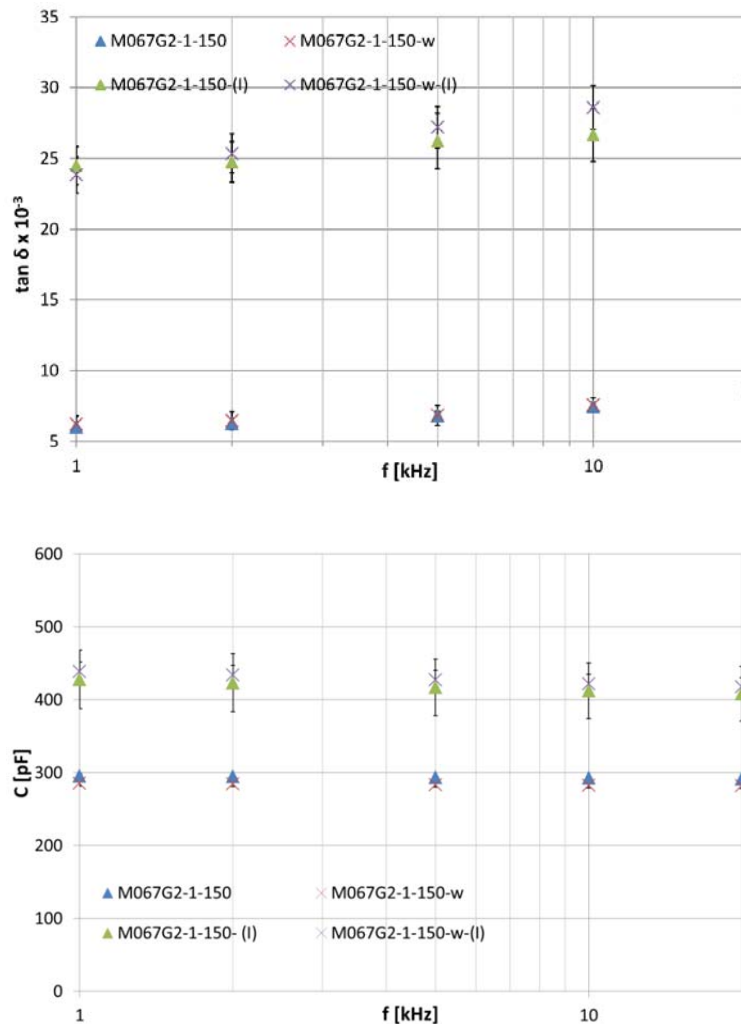 35
M067G2-1-150 M067G2-1-150-w
30
M067G2-1-150-(I) M067G2-1-150-w-(I)
25
20
tan δ x 10⁻³
15
10
5
1 f [kHz] 10
600
500
400
C [pF]
300
200
M067G2-1-150 M067G2-1-150-w
100
M067G2-1-150- (I) M067G2-1-150-w-(I)
0
1 f [kHz] 10